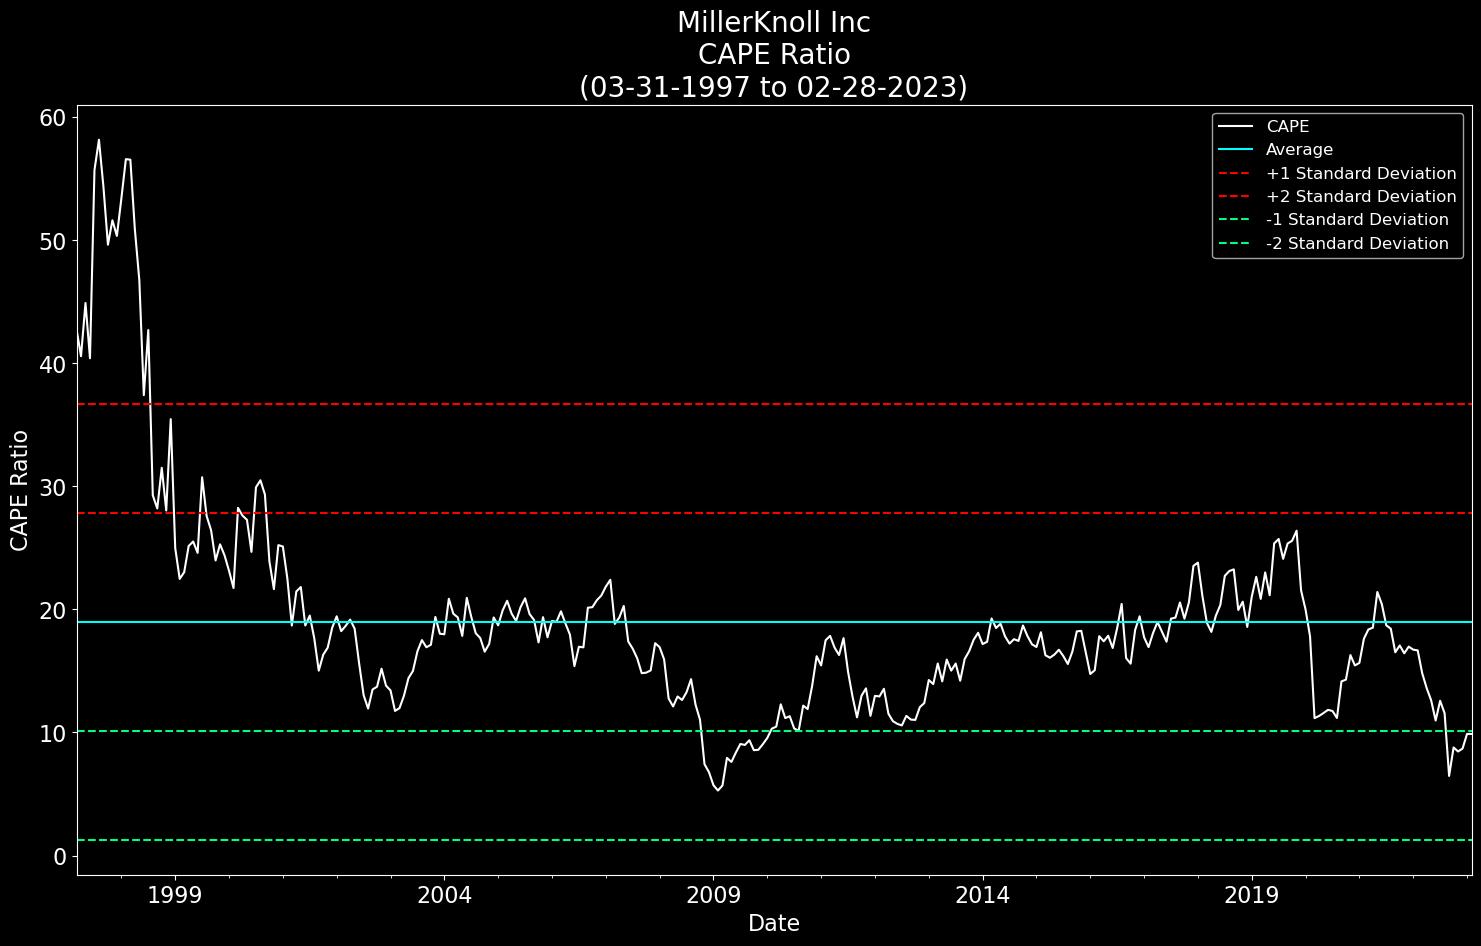 MillerKnoll Inc
CAPE Ratio
(03-31-1997 to 02-28-2023)
CAPE
Average
+1 Standard Deviation
+2 Standard Deviation
-1 Standard Deviation
-2 Standard Deviation
60
50
40
30
20
10
0
CAPE Ratio
1999
2004
2009
2014
2019
Date